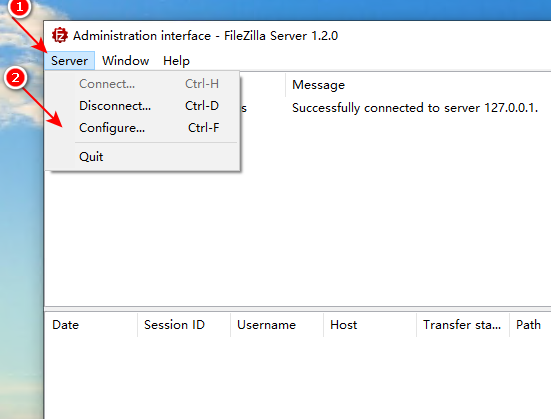 1
Administration interface - FileZilla Server 1.2.0
Server Window Help
2
Connect... Ctrl-H
Message
Disconnect... Ctrl-D
s Successfully connected to server 127.0.0.1.
Configure... Ctrl-F
Quit
Date Session ID Username Host Transfer sta... Path